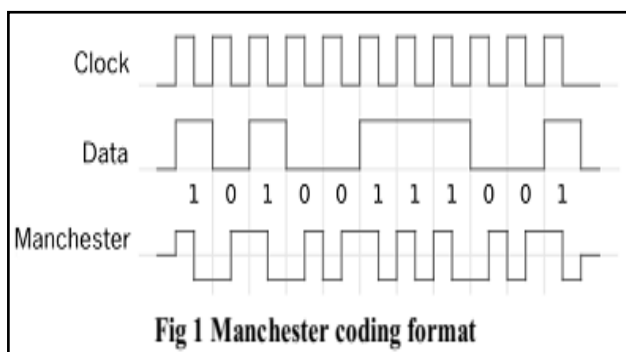 Clock
Data
1 0 1 0 0 1 1 1 0 0 1
Manchester
Fig 1 Manchester coding format